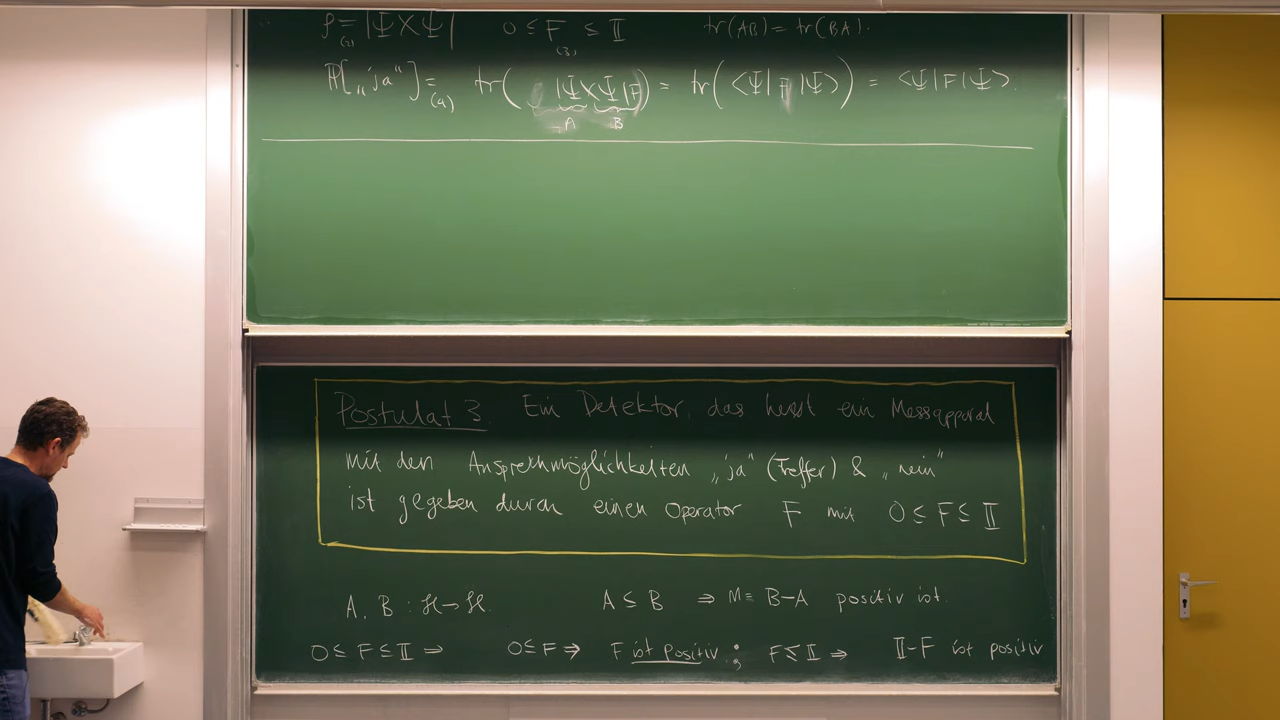 ρ = |Ψ⟩⟨Ψ| 0 ≤ F ≤ 𝕀 tr(AB) = tr(BA).
(2) (3)
ℙ["ja"] = tr(|Ψ⟩⟨Ψ|F) = tr(⟨Ψ|F|Ψ⟩) = ⟨Ψ|F|Ψ⟩.
(4) A B
Postulat 3. Ein Detektor, das heisst ein Messapparat
mit den Ansprechmöglichkeiten „ja" (Treffer) & „nein"
ist gegeben durch einen Operator F mit 0 ≤ F ≤ 𝕀
A, B : ℋ → ℋ. A ≤ B ⇒ M ≡ B-A positiv ist.
0 ≤ F ≤ 𝕀 ⇒ 0 ≤ F ⇒ F ist positiv ; F ≤ 𝕀 ⇒ 𝕀-F ist positiv